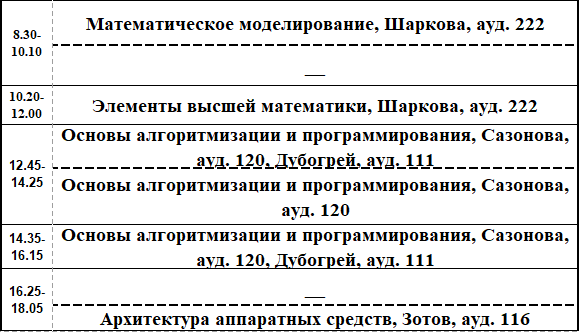 8.30-
10.10
Математическое моделирование, Шаркова, ауд. 222
—
10.20-
12.00
Элементы высшей математики, Шаркова, ауд. 222
12.45-
14.25
Основы алгоритмизации и программирования, Сазонова,
ауд. 120, Дубогрей, ауд. 111
Основы алгоритмизации и программирования, Сазонова,
ауд. 120
14.35-
16.15
Основы алгоритмизации и программирования, Сазонова,
ауд. 120, Дубогрей, ауд. 111
16.25-
18.05
—
Архитектура аппаратных средств, Зотов, ауд. 116